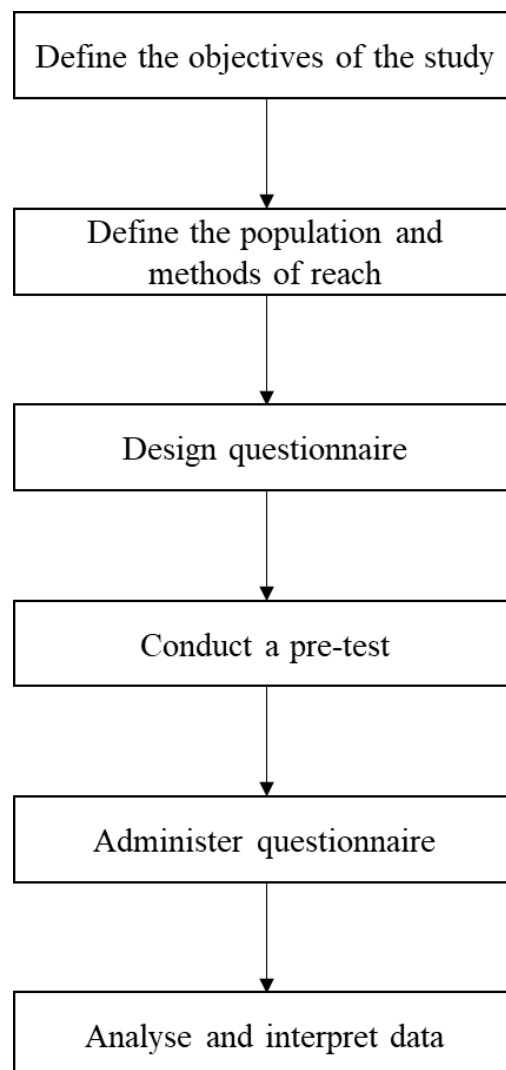 Define the objectives of the study
Define the population and
methods of reach
Design questionnaire
Conduct a pre-test
Administer questionnaire
Analyse and interpret data